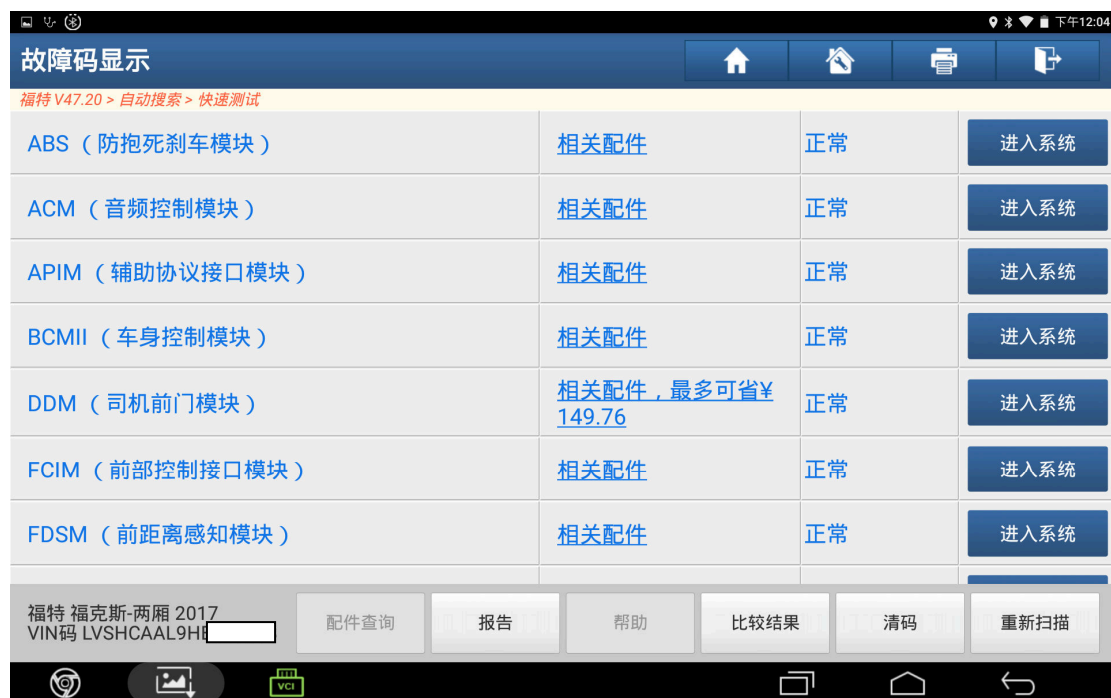 下午12:04
故障码显示
福特 V47.20 > 自动搜索 > 快速测试
ABS （防抱死刹车模块） 相关配件 正常 进入系统
ACM （音频控制模块） 相关配件 正常 进入系统
APIM （辅助协议接口模块） 相关配件 正常 进入系统
BCMII （车身控制模块） 相关配件 正常 进入系统
DDM （司机前门模块） 相关配件，最多可省¥
149.76 正常 进入系统
FCIM （前部控制接口模块） 相关配件 正常 进入系统
FDSM （前距离感知模块） 相关配件 正常 进入系统
福特 福克斯-两厢 2017
VIN码 LVSHCAAL9H
配件查询 报告 帮助 比较结果 清码 重新扫描
VCI